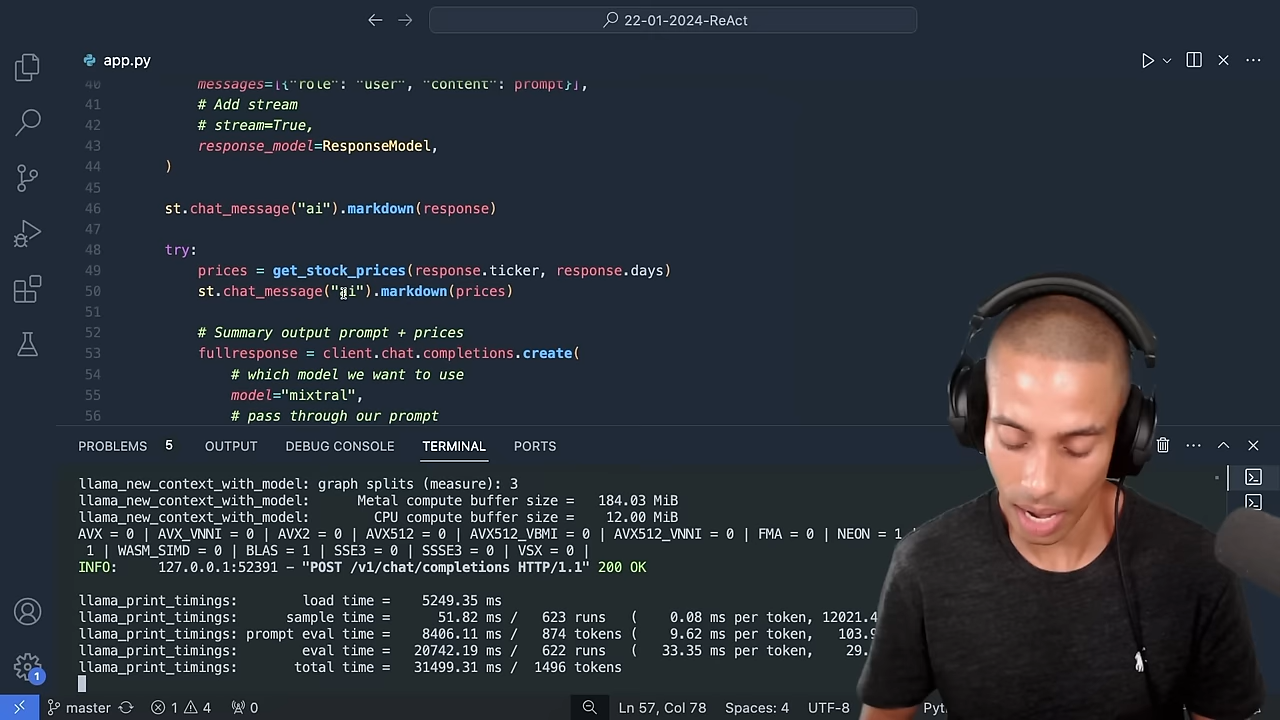 22-01-2024-ReAct
app.py
40 messages=[{"role": "user", "content": prompt}],
41 # Add stream
42 # stream=True,
43 response_model=ResponseModel,
44 )
45
46 st.chat_message("ai").markdown(response)
47
48 try:
49 prices = get_stock_prices(response.ticker, response.days)
50 st.chat_message("ai").markdown(prices)
51
52 # Summary output prompt + prices
53 fullresponse = client.chat.completions.create(
54 # which model we want to use
55 model="mixtral",
56 # pass through our prompt
PROBLEMS 5 OUTPUT DEBUG CONSOLE TERMINAL PORTS
llama_new_context_with_model: graph splits (measure): 3
llama_new_context_with_model: Metal compute buffer size = 184.03 MiB
llama_new_context_with_model: CPU compute buffer size = 12.00 MiB
AVX = 0 | AVX_VNNI = 0 | AVX2 = 0 | AVX512 = 0 | AVX512_VBMI = 0 | AVX512_VNNI = 0 | FMA = 0 | NEON = 1
1 | WASM_SIMD = 0 | BLAS = 1 | SSE3 = 0 | SSSE3 = 0 | VSX = 0 |
INFO: 127.0.0.1:52391 - "POST /v1/chat/completions HTTP/1.1" 200 OK
llama_print_timings: load time = 5249.35 ms
llama_print_timings: sample time = 51.82 ms / 623 runs ( 0.08 ms per token, 12021.4
llama_print_timings: prompt eval time = 8406.11 ms / 874 tokens ( 9.62 ms per token, 103.9
llama_print_timings: eval time = 20742.19 ms / 622 runs ( 33.35 ms per token, 29.
llama_print_timings: total time = 31499.31 ms / 1496 tokens
1
master 1 4 0 Ln 57, Col 78 Spaces: 4 UTF-8